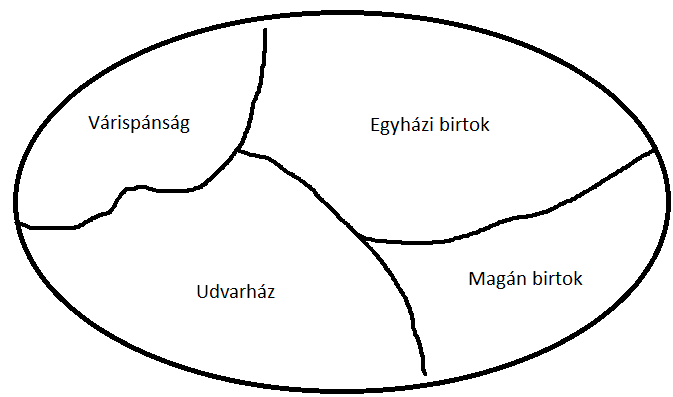 Várispánság
Egyházi birtok
Udvarház
Magán birtok